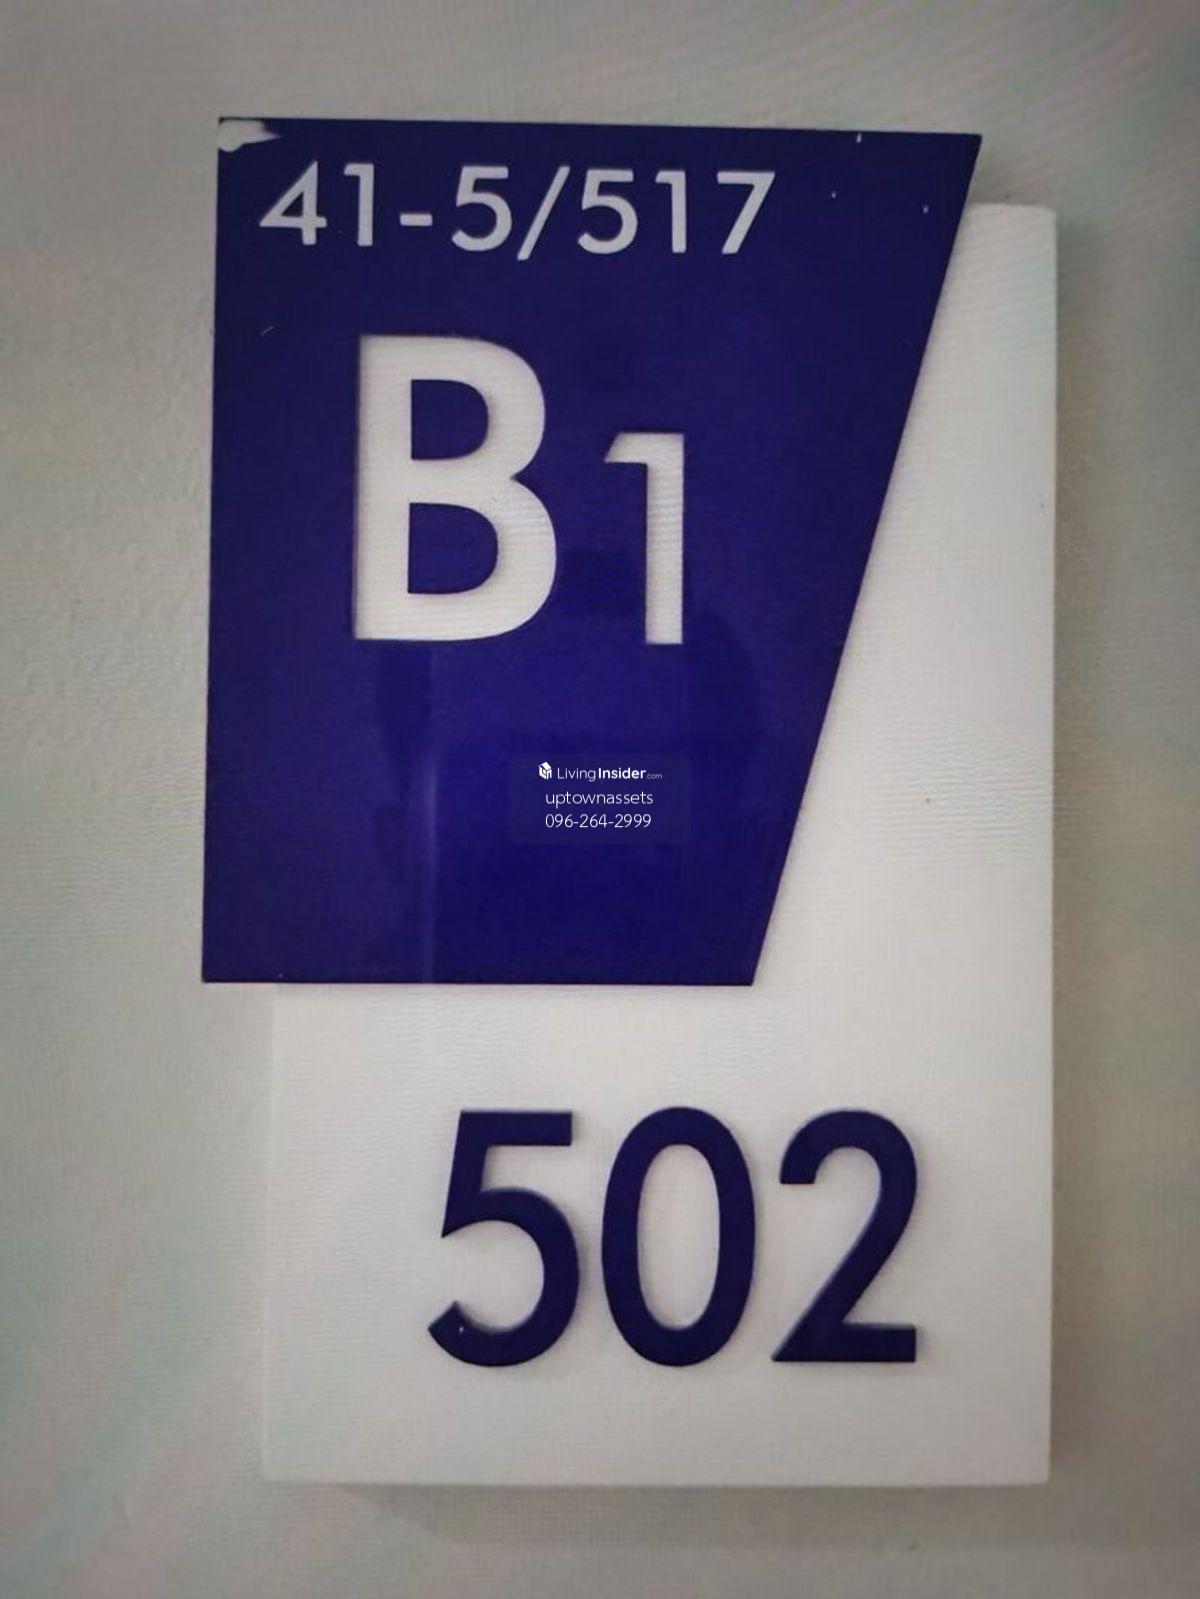 41-5/517
B1
LivingInsider.com
uptownassets
096-264-2999
502